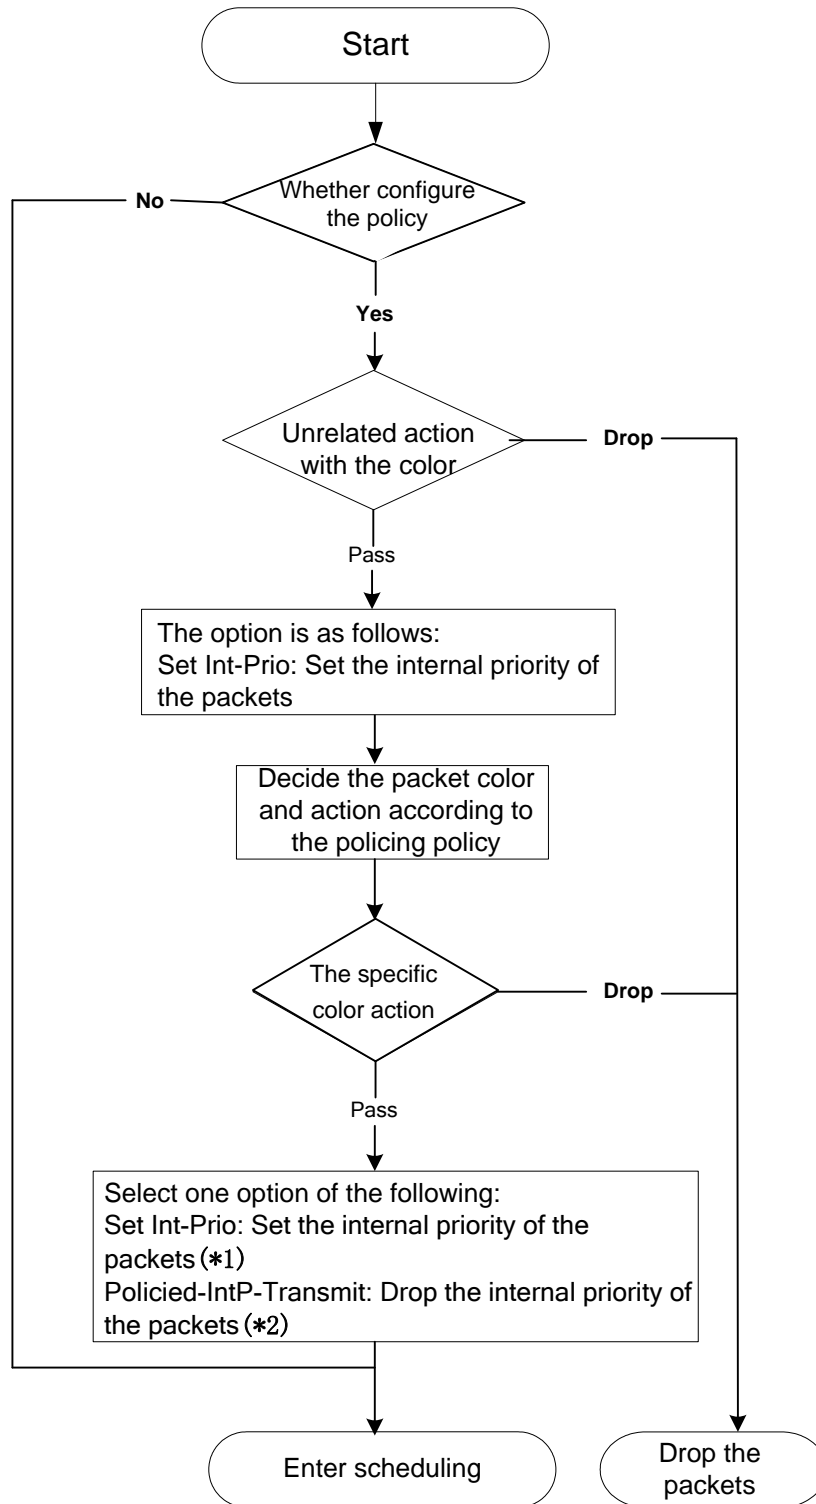 Start
Whether configure
the policy
No
Yes
Unrelated action
with the color
Drop
Pass
The option is as follows:
Set Int-Prio: Set the internal priority of
the packets
Decide the packet color
and action according to
the policing policy
The specific
color action
Drop
Pass
Select one option of the following:
Set Int-Prio: Set the internal priority of the
packets(*1)
Policied-IntP-Transmit: Drop the internal priority of
the packets(*2)
Enter scheduling
Drop the
packets